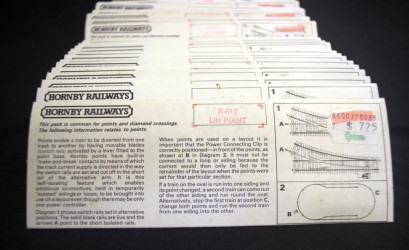 HORNBY RAILWAYS
HORNBY RAILWAYS
This pack is common for points and diamond crossings.
The following information relates to points.
Points enable a train to be diverted from one
track to another by having movable blades
(switch rails) activated by a lever fitted to the
point base. Hornby points have built-in
'make and break' contacts by means of which
the track current supply is directed in the way
the switch rails are set and cut off in the short
rail of the alternative arm. It is this
'self-isolating' feature which enables
additional locomotives, held in temporarily
'isolated' sidings or loops, to be brought into
use of a layout even though there may be only
one power controller.
Diagram 1 shows switch rails set in alternative
positions. The solid black rails are live and the
arrows A point to the short isolated rails.
When points are used on a layout it is
important that the Power Connecting Clip is
correctly positioned—in front of the points, as
shown at B in Diagram 2. It must not be
connected to a loop or siding because the
current would then only be fed to the
remainder of the layout when the points were
set for that particular section.
If a train on the oval is run into one siding and
the point changed, a second train can come out
of the other siding and run round the oval.
Alternatively, stop the first train at position C,
change both points and run the second train
from one siding into the other.
LH POINT
1
A
1
$ 7.25
2
B
C